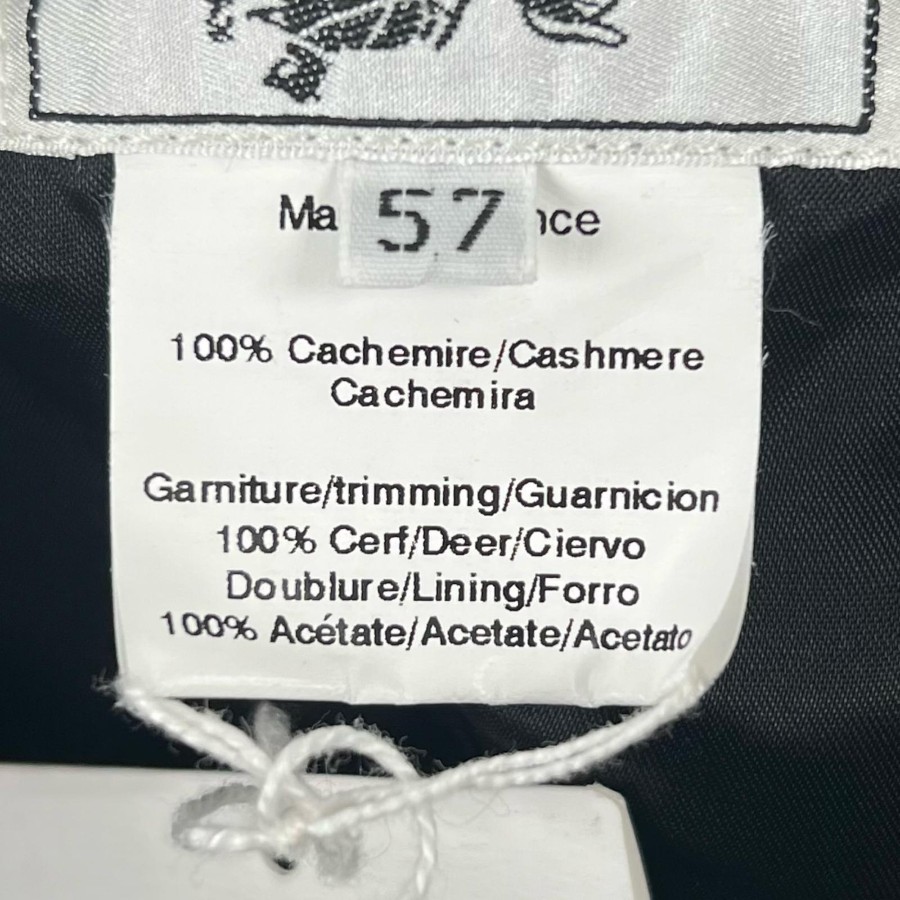 Ma 57 nce
100% Cachemire/Cashmere
Cachemira
Garniture/trimming/Guarnicion
100% Cerf/Deer/Ciervo
Doublure/Lining/Forro
100% Acétate/Acetate/Acetato